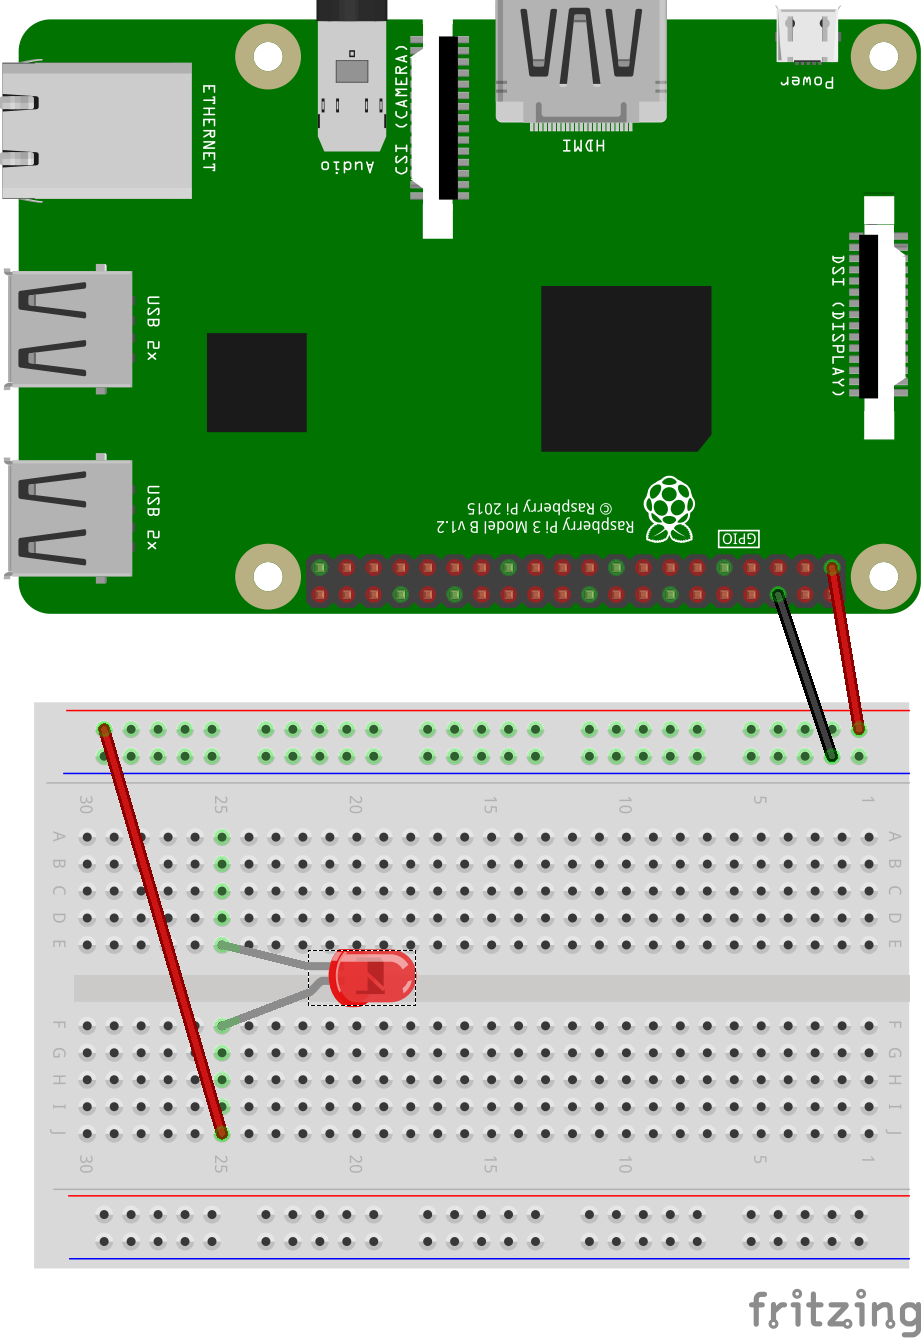 Power
ETHERNET
CSI (CAMERA)
Audio
HDMI
DSI (DISPLAY)
USB 2x
USB 2x
Raspberry Pi 3 Model B v1.2
© Raspberry Pi 2015
GPIO
30 25 20 15 10 5 1
A A
B B
C C
D D
E E
F F
G G
H H
I I
J J
30 25 20 15 10 5 1
fritzing